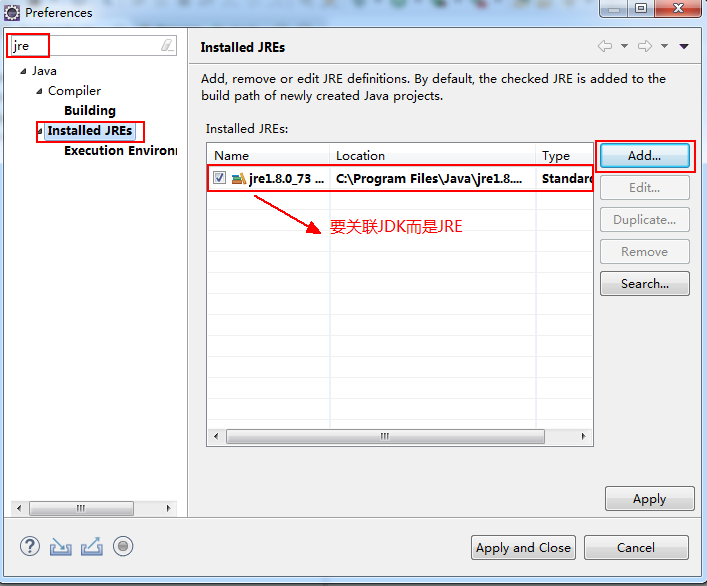 Preferences
jre
Java
Compiler
Building
Installed JREs
Execution Environ
Installed JREs
Add, remove or edit JRE definitions. By default, the checked JRE is added to the
build path of newly created Java projects.
Installed JREs:
Name Location Type
jre1.8.0_73 ... C:\Program Files\Java\jre1.8.... Standard
要关联JDK而是JRE
Add...
Edit...
Duplicate...
Remove
Search...
Apply
Apply and Close Cancel